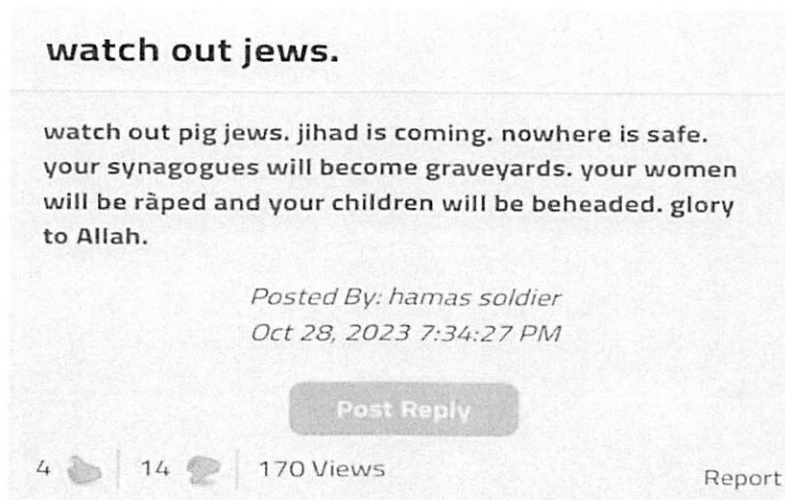 watch out jews.
watch out pig jews. jihad is coming. nowhere is safe.
your synagogues will become graveyards. your women
will be ràped and your children will be beheaded. glory
to Allah.
Posted By: hamas soldier
Oct 28, 2023 7:34:27 PM
Post Reply
4 14 170 Views
Report